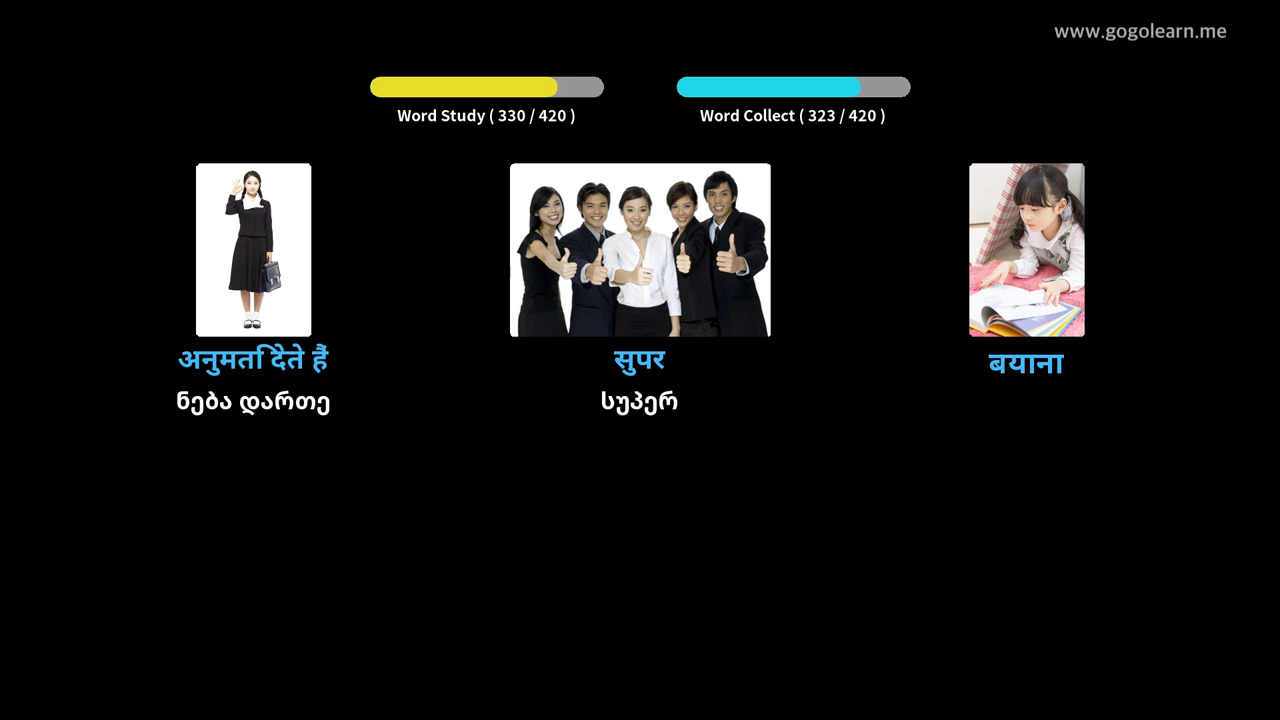 www.gogolearn.me
Word Study ( 330 / 420 )
Word Collect ( 323 / 420 )
अनुमति देते हैं
सुपर
बयाना
ნება დართე
სუპერ